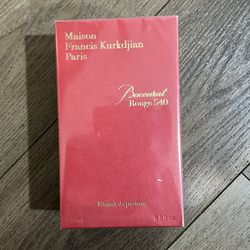 Maison
Francis Kurkdjian
Paris
Baccarat
Rouge 540
Extrait de parfum